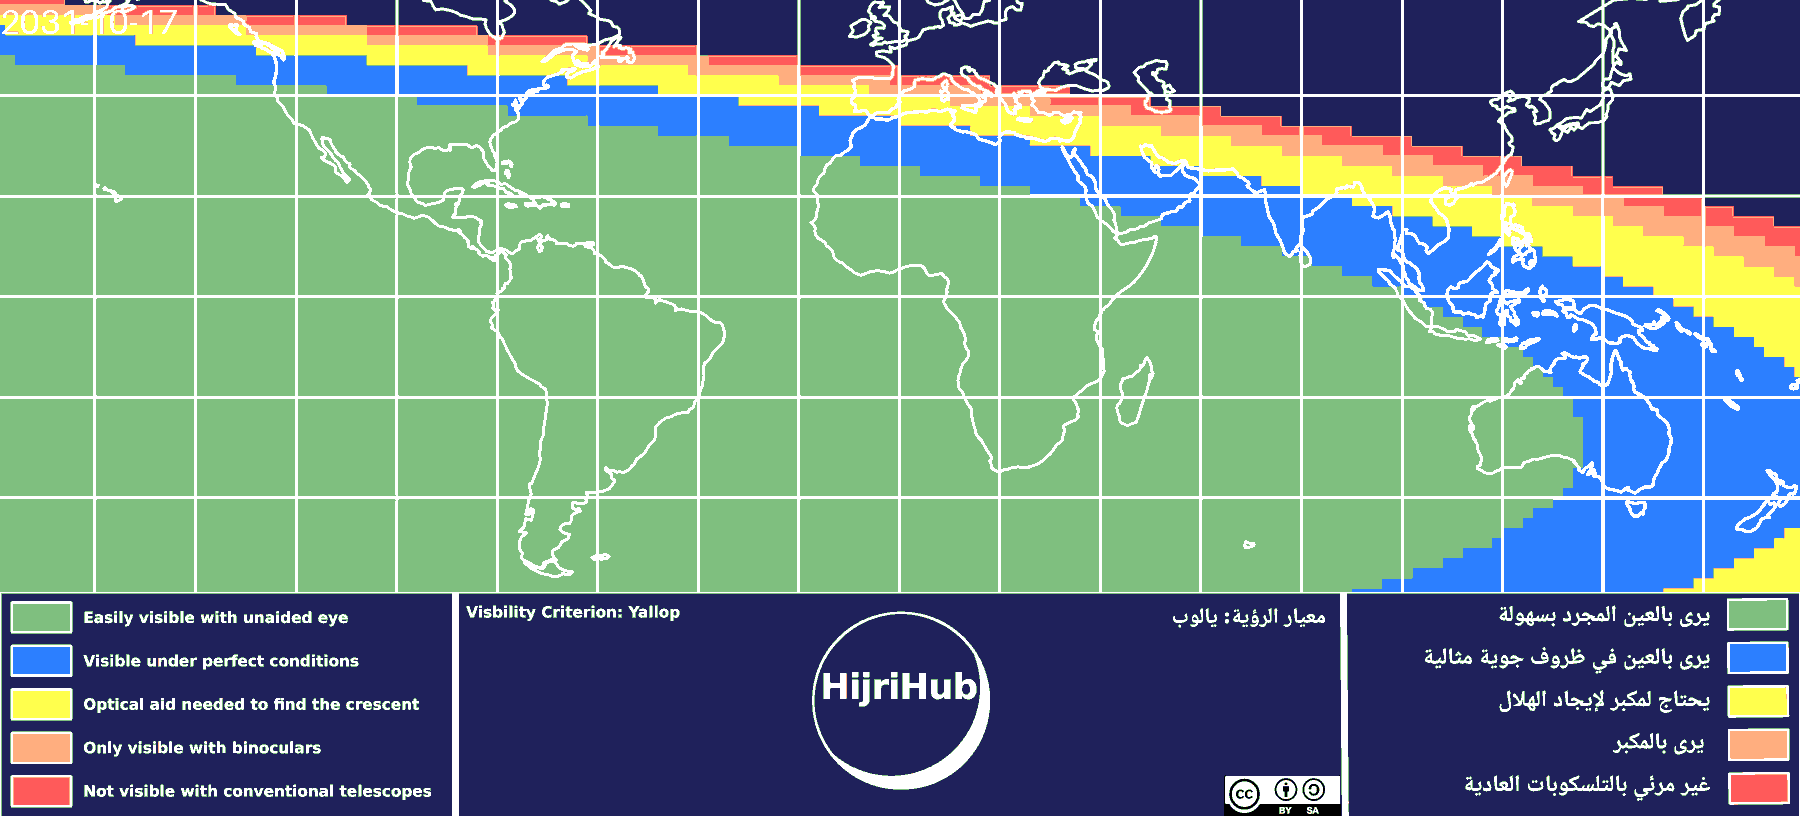 2031-10-17
Easily visible with unaided eye
Visible under perfect conditions
Optical aid needed to find the crescent
Only visible with binoculars
Not visible with conventional telescopes
Visbility Criterion: Yallop
معيار الرؤية: يالوب
HijriHub
cc
BY SA
يرى بالعين المجرد بسهولة
يرى بالعين في ظروف جوية مثالية
يحتاج لمكبر لإيجاد الهلال
يرى بالمكبر
غير مرئي بالتلسكوبات العادية